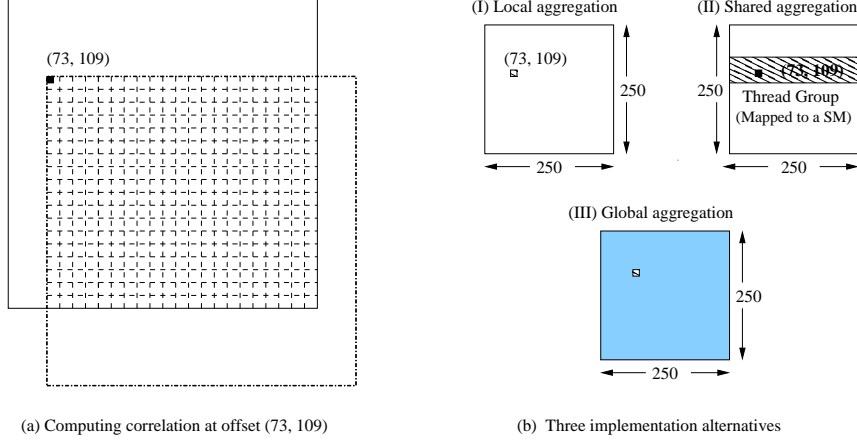 (73, 109)
(a) Computing correlation at offset (73, 109)
(I) Local aggregation
(73, 109)
250
250
(II) Shared aggregation
(73, 109)
Thread Group
(Mapped to a SM)
250
250
(III) Global aggregation
250
250
(b) Three implementation alternatives